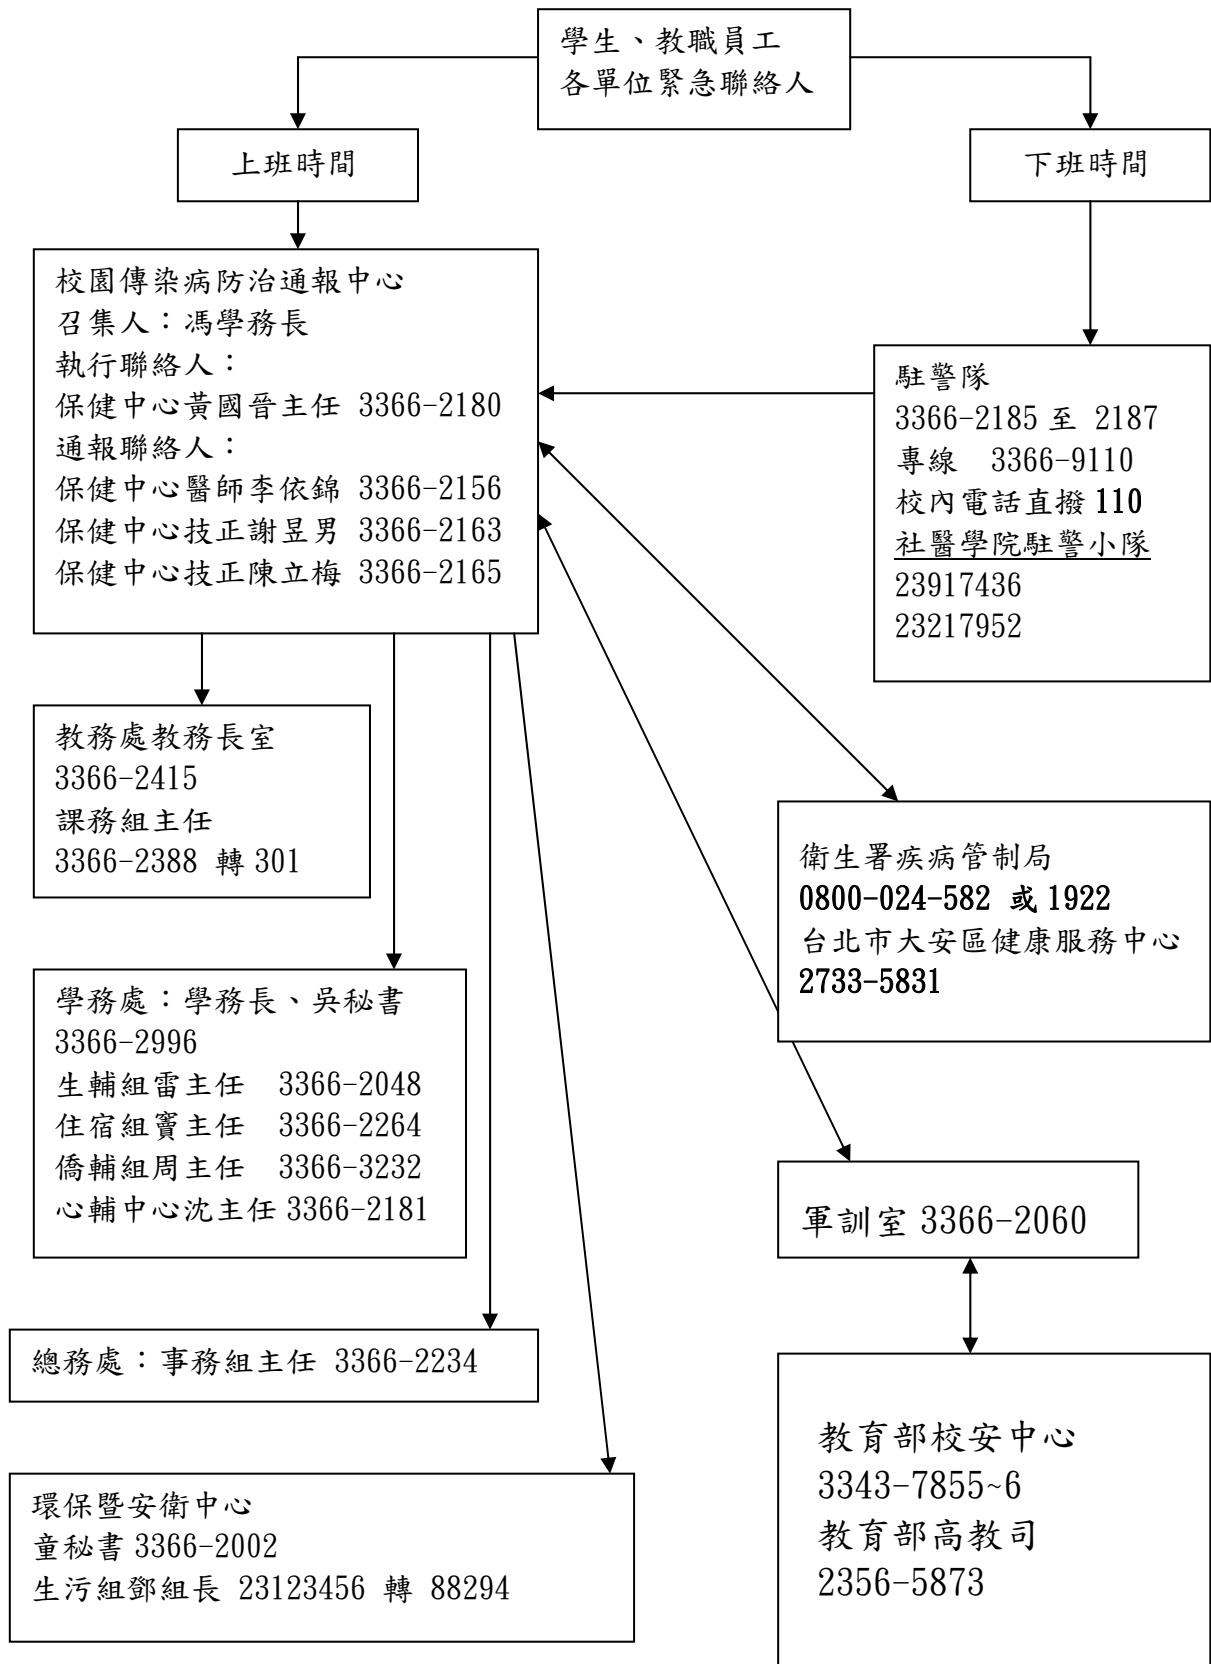 學生、教職員工
各單位緊急聯絡人
上班時間
下班時間
校園傳染病防治通報中心
召集人：馮學務長
執行聯絡人：
保健中心黃國晉主任 3366-2180
通報聯絡人：
保健中心醫師李依錦 3366-2156
保健中心技正謝昱男 3366-2163
保健中心技正陳立梅 3366-2165
駐警隊
3366-2185 至 2187
專線 3366-9110
校內電話直撥 110
社醫學院駐警小隊
23917436
23217952
教務處教務長室
3366-2415
課務組主任
3366-2388 轉 301
衛生署疾病管制局
0800-024-582 或 1922
台北市大安區健康服務中心
2733-5831
學務處：學務長、吳秘書
3366-2996
生輔組雷主任 3366-2048
住宿組竇主任 3366-2264
僑輔組周主任 3366-3232
心輔中心沈主任 3366-2181
軍訓室 3366-2060
總務處：事務組主任 3366-2234
教育部校安中心
3343-7855~6
教育部高教司
2356-5873
環保暨安衛中心
童秘書 3366-2002
生污組鄧組長 23123456 轉 88294